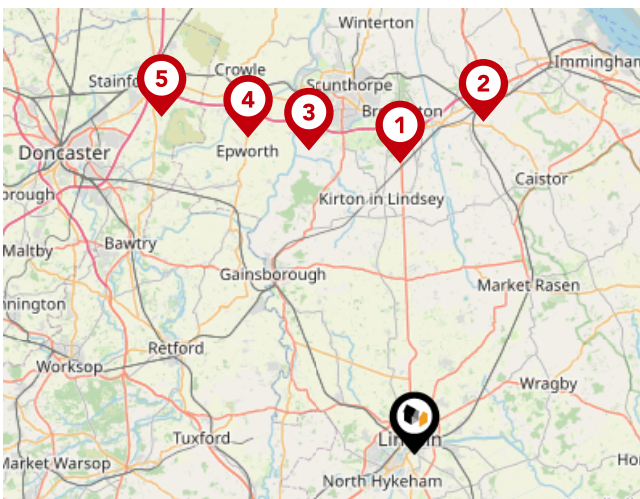 Winterton
Stainfo
Crowle
Scunthorpe
Immingham
5
4
3
1
2
Epworth
Doncaster
Caistor
Kirton in Lindsey
Bawtry
Maltby
Gainsborough
Market Rasen
Retford
Worksop
Wragby
Tuxford
Market Warsop
North Hykeham